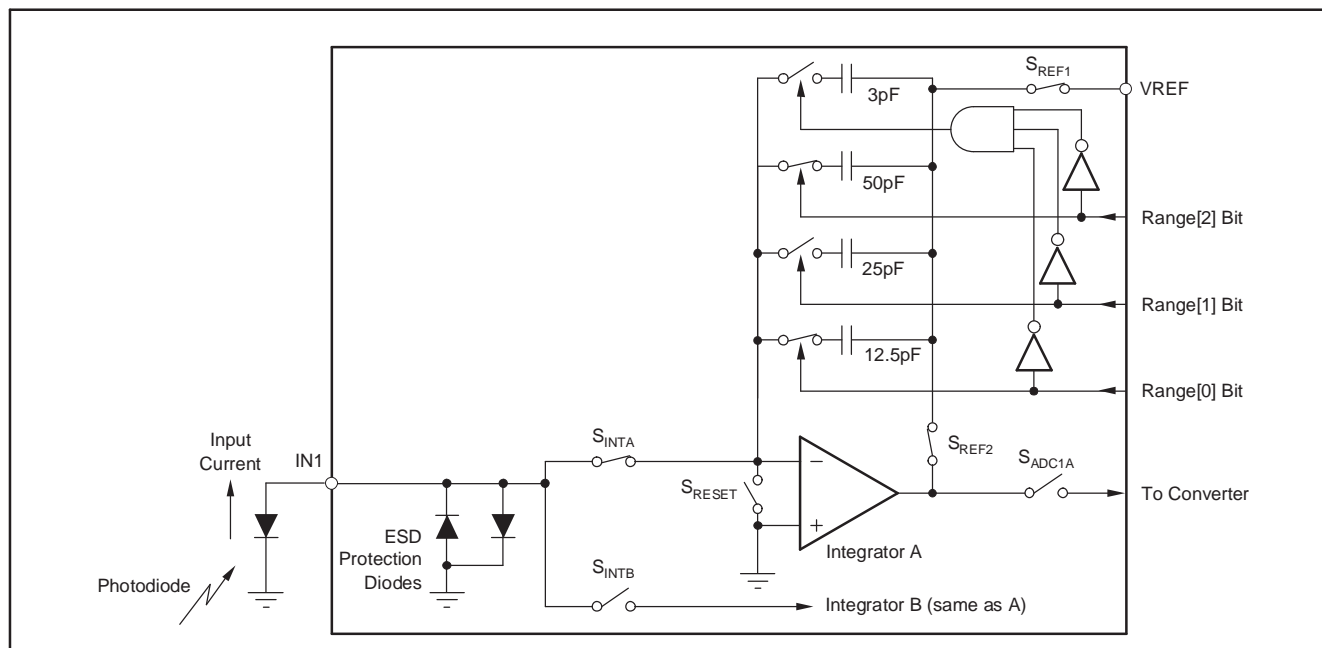 S_REF1
VREF
3pF
50pF
Range[2] Bit
25pF
Range[1] Bit
12.5pF
Range[0] Bit
Input
Current
IN1
S_INTA
S_REF2
S_ADC1A
S_RESET
−
+
To Converter
ESD
Protection
Diodes
Integrator A
Photodiode
S_INTB
Integrator B (same as A)